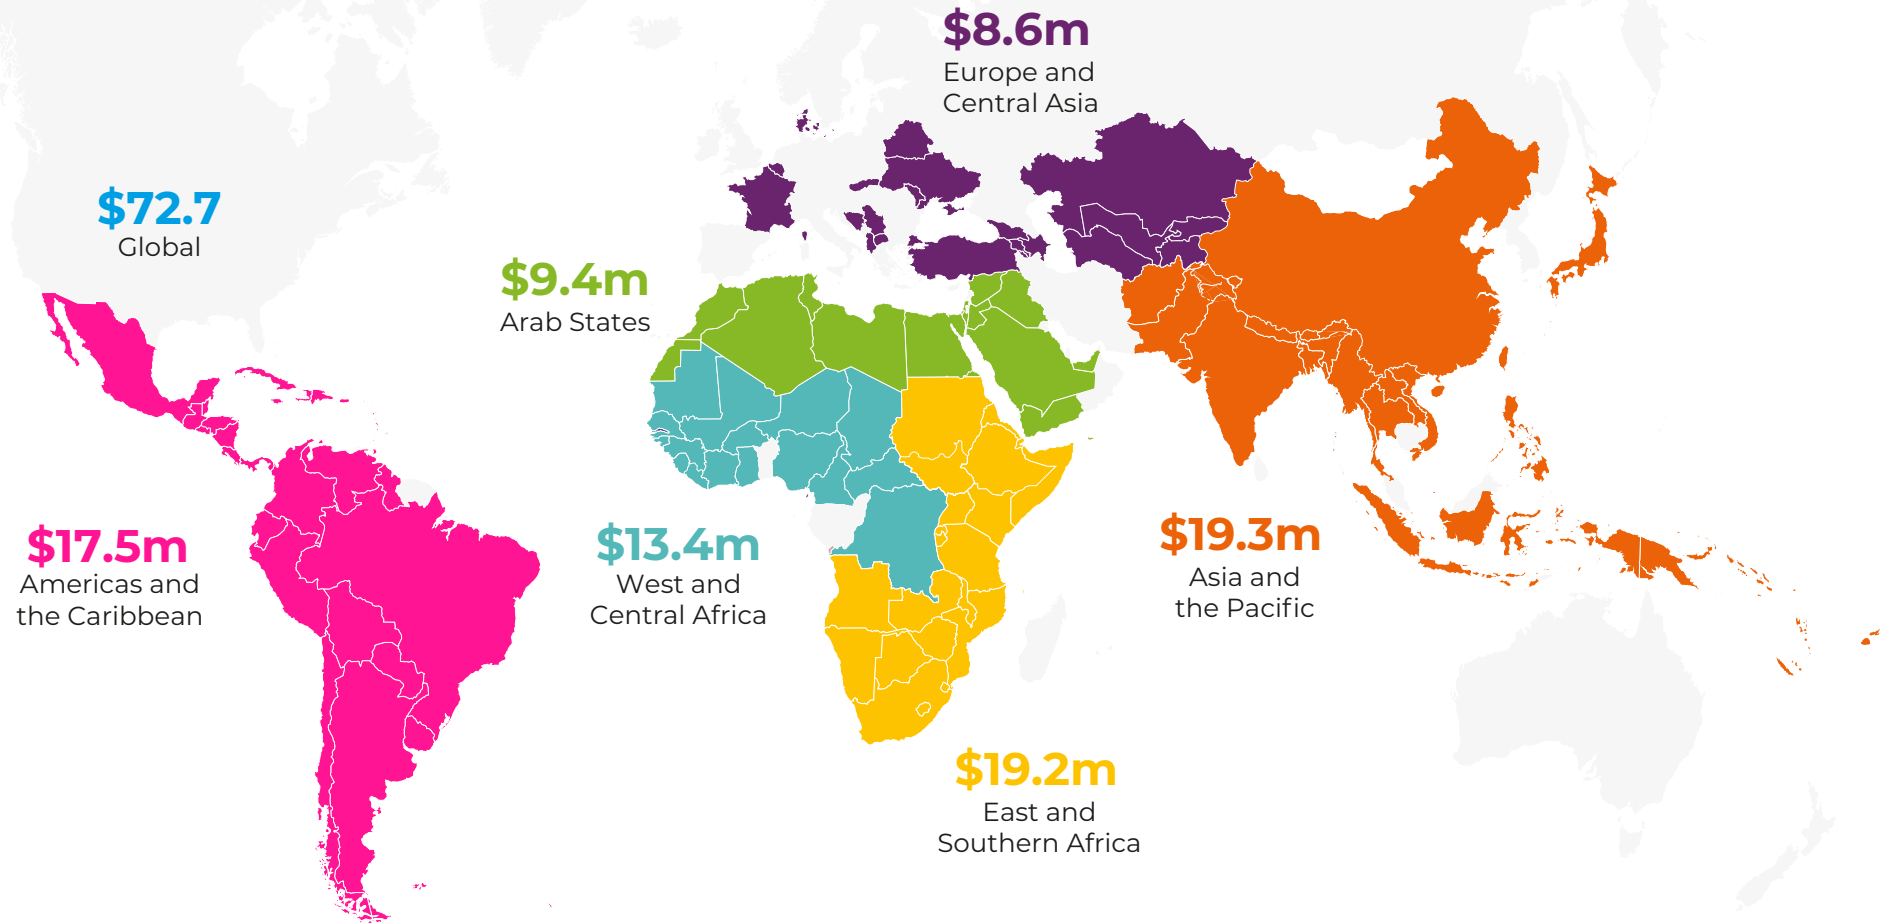 $8.6m
Europe and
Central Asia
$72.7
Global
$9.4m
Arab States
$17.5m
Americas and
the Caribbean
$13.4m
West and
Central Africa
$19.3m
Asia and
the Pacific
$19.2m
East and
Southern Africa